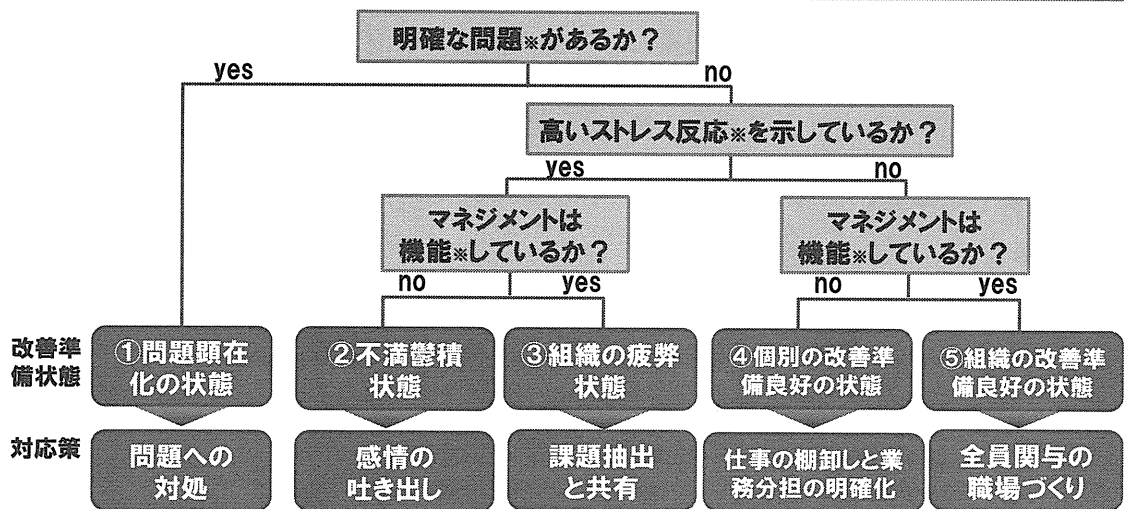 明確な問題※があるか？
yes
no
高いストレス反応※を示しているか？
yes
no
マネジメントは
機能※しているか？
マネジメントは
機能※しているか？
no
yes
no
yes
改善準
備状態
①問題顕在
化の状態
②不満鬱積
状態
③組織の疲弊
状態
④個別の改善準
備良好の状態
⑤組織の改善準
備良好の状態
対応策
問題への
対処
感情の
吐き出し
課題抽出
と共有
仕事の棚卸しと業
務分担の明確化
全員関与の
職場づくり